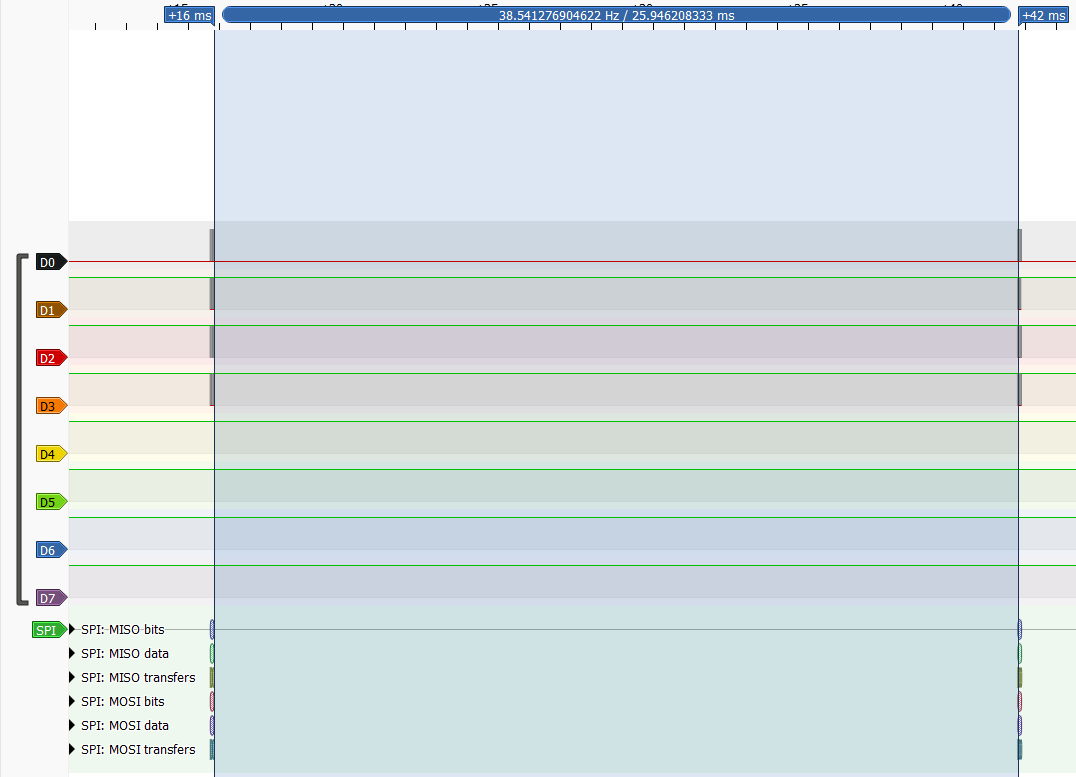 +16 ms 38.541276904622 Hz / 25.946208333 ms +42 ms
D0
D1
D2
D3
D4
D5
D6
D7
SPI SPI: MISO bits
SPI: MISO data
SPI: MISO transfers
SPI: MOSI bits
SPI: MOSI data
SPI: MOSI transfers